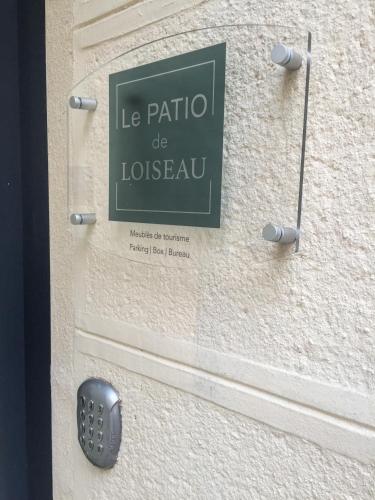 Le PATIO
de
LOISEAU
Meublés de tourisme
Parking | Box | Bureau